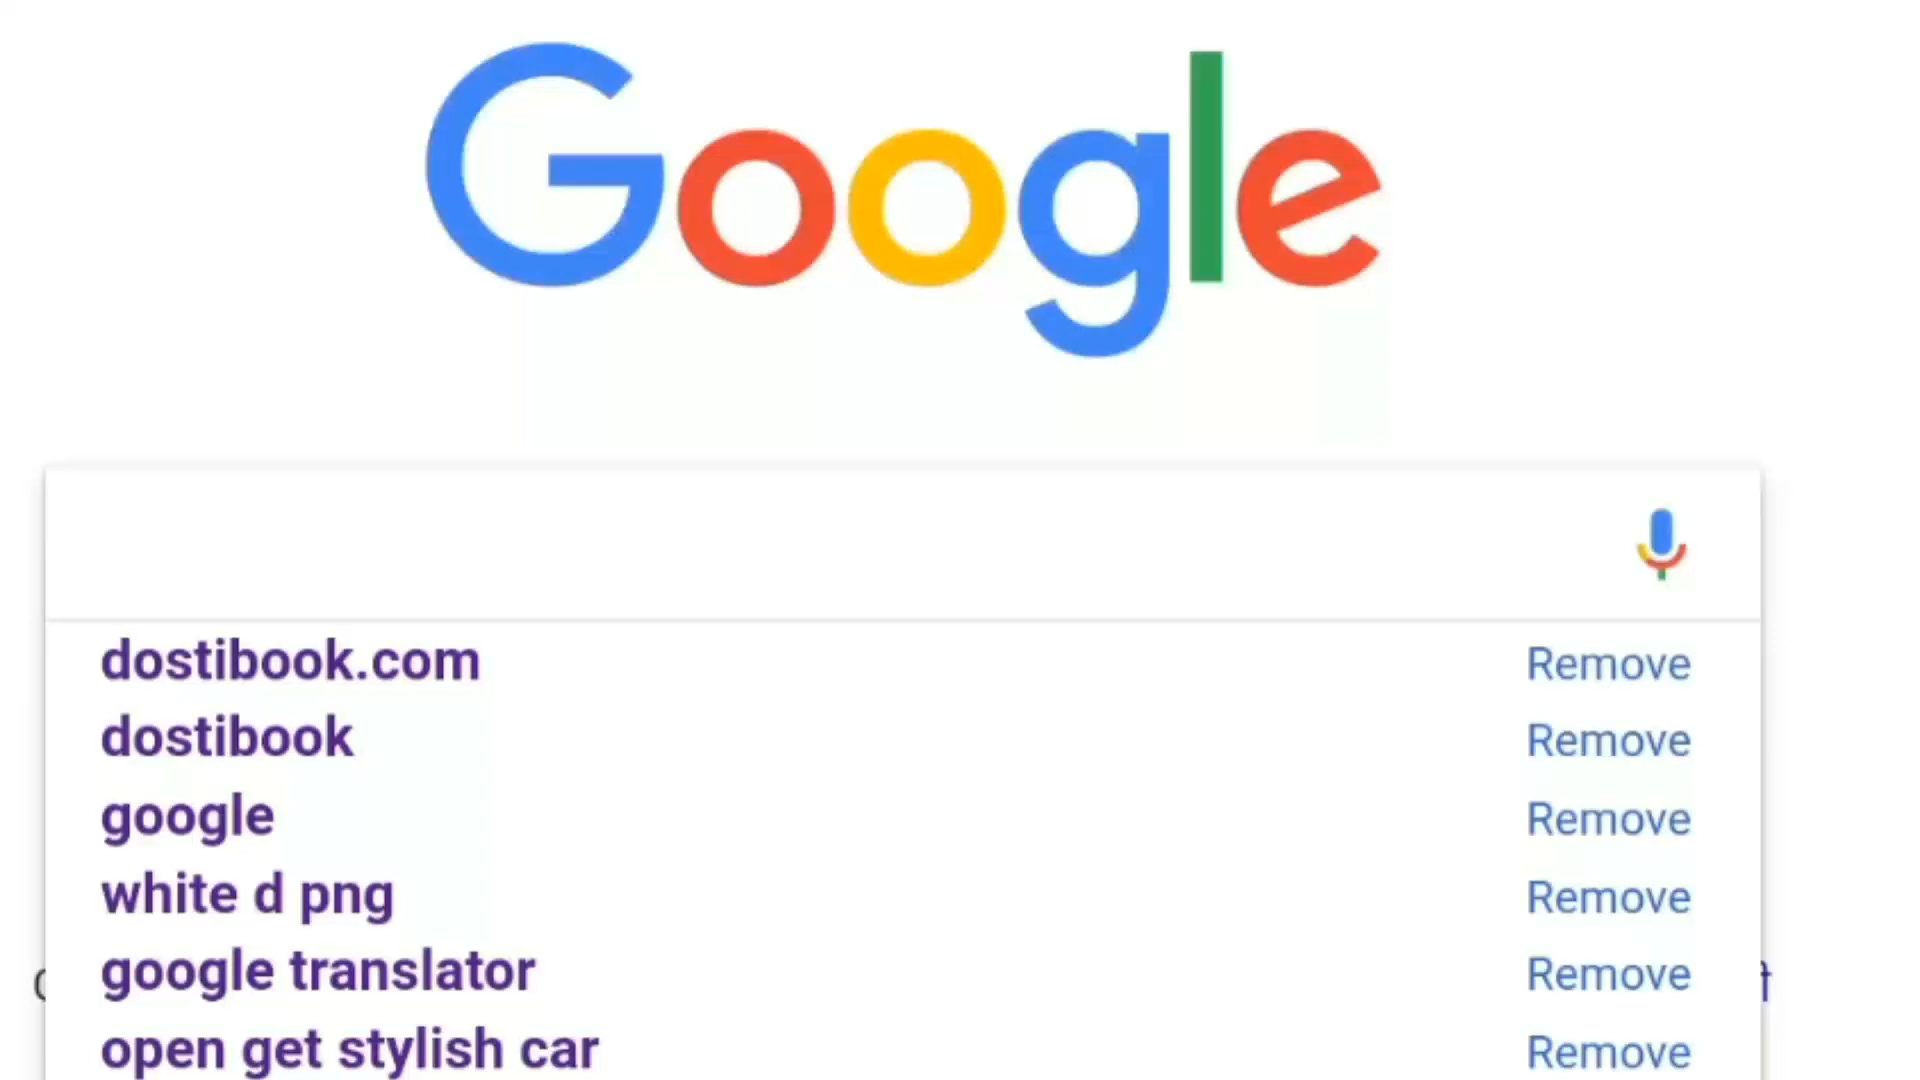 Google
dostibook.com Remove
dostibook Remove
google Remove
white d png Remove
google translator Remove
open get stylish car Remove